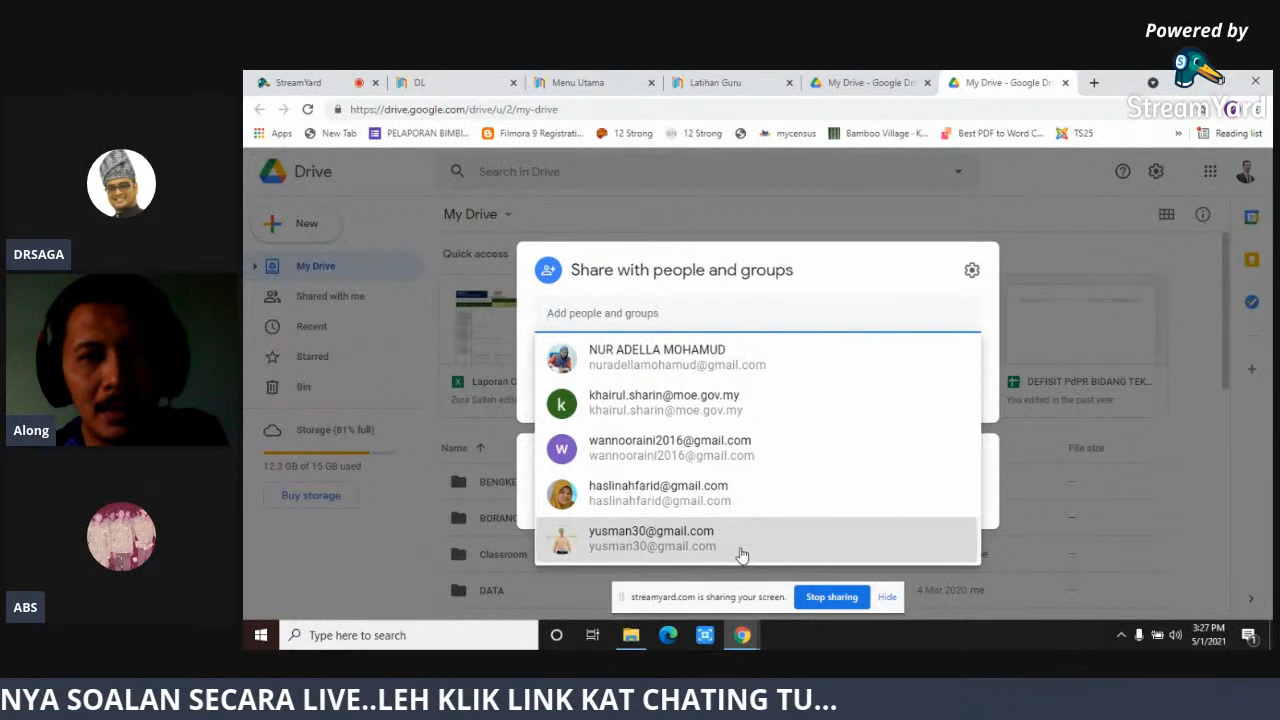 Powered by
StreamYard
DRSAGA
Along
ABS
StreamYard
DL
Menu Utama
Latihan Guru
My Drive - Google Dr
My Drive - Google Dr
https://drive.google.com/drive/u/2/my-drive
Apps
New Tab
PELAPORAN BIMBI...
Filmora 9 Registrati...
12 Strong
12 Strong
mycensus
Bamboo Village - K...
Best PDF to Word C...
TS25
»
Reading list
Drive
Search in Drive
New
My Drive
Shared with me
Recent
Starred
Bin
Storage (81% full)
12.3 GB of 15 GB used
Buy storage
My Drive
Quick access
Laporan O
Zura Salleh edited
DEFISIT PdPR BIDANG TEK...
You edited in the past year
Name
File size
BENGKE
BORANG
Classroom
DATA
4 Mar 2020 me
Share with people and groups
Add people and groups
NUR ADELLA MOHAMUD
nuradellamohamud@gmail.com
k
khairul.sharin@moe.gov.my
khairul.sharin@moe.gov.my
W
wannooraini2016@gmail.com
wannooraini2016@gmail.com
haslinahfarid@gmail.com
haslinahfarid@gmail.com
yusman30@gmail.com
yusman30@gmail.com
streamyard.com is sharing your screen.
Stop sharing
Hide
Type here to search
3:27 PM
5/1/2021
NYA SOALAN SECARA LIVE..LEH KLIK LINK KAT CHATING TU...